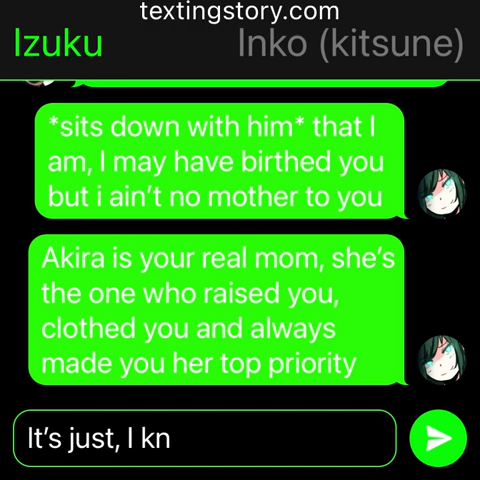 textingstory.com
Izuku Inko (kitsune)
*sits down with him* that I
am, I may have birthed you
but i ain’t no mother to you
Akira is your real mom, she’s
the one who raised you,
clothed you and always
made you her top priority
It’s just, I kn